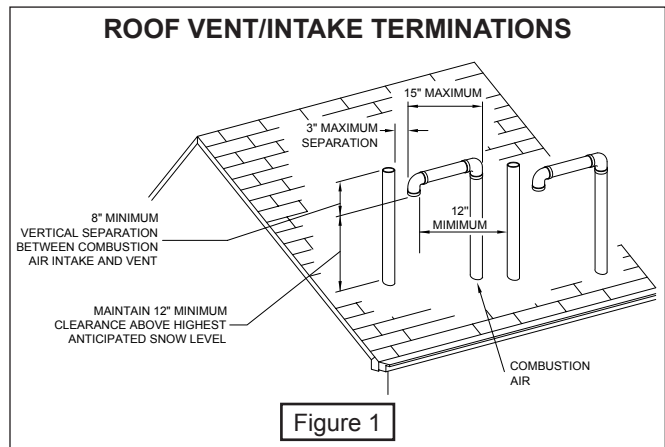 ROOF VENT/INTAKE TERMINATIONS
15" MAXIMUM
3" MAXIMUM
SEPARATION
8" MINIMUM
VERTICAL SEPARATION
BETWEEN COMBUSTION
AIR INTAKE AND VENT
12"
MIMIMUM
MAINTAIN 12" MINIMUM
CLEARANCE ABOVE HIGHEST
ANTICIPATED SNOW LEVEL
COMBUSTION
AIR
Figure 1